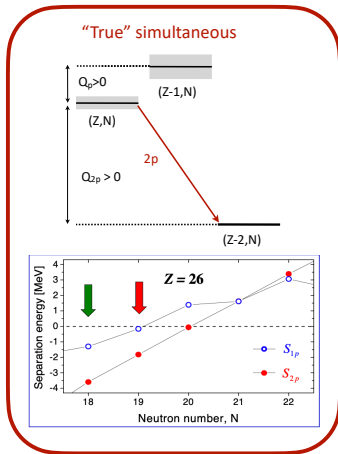 “True” simultaneous
Qp>0
(Z-1,N)
(Z,N)
2p
Q2p > 0
(Z-2,N)
Separation energy [MeV]
4
3
2
1
0
-1
-2
-3
-4
Z = 26
S1p
S2p
18
19
20
21
22
Neutron number, N